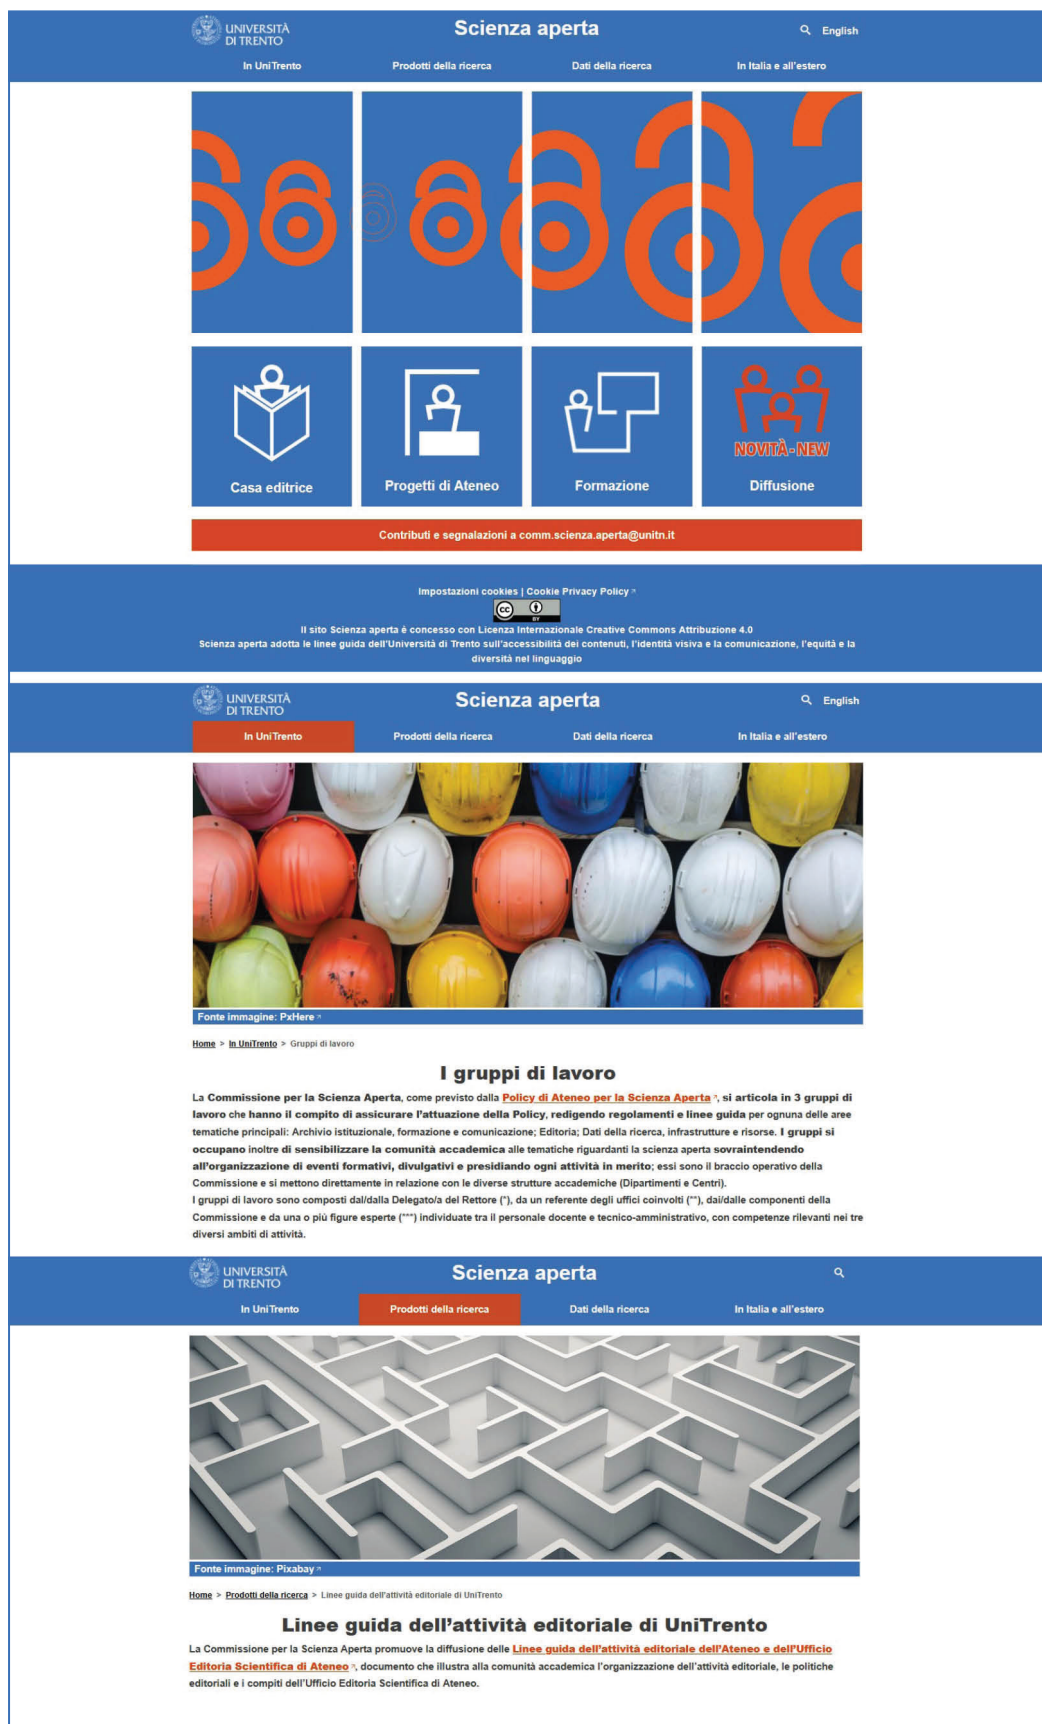 UNIVERSITÀ
DI TRENTO
Scienza aperta
English
In UniTrento
Prodotti della ricerca
Dati della ricerca
In Italia e all'estero
NOVITÀ-NEW
Casa editrice
Progetti di Ateneo
Formazione
Diffusione
Contributi e segnalazioni a comm.scienza.aperta@unitn.it
Impostazioni cookies | Cookie Privacy Policy
cc BY
Il sito Scienza aperta è concesso con Licenza Internazionale Creative Commons Attribuzione 4.0
Scienza aperta adotta le linee guida dell'Università di Trento sull'accessibilità dei contenuti, l'identità visiva e la comunicazione, l'equità e la
diversità nel linguaggio
UNIVERSITÀ
DI TRENTO
Scienza aperta
English
In UniTrento
Prodotti della ricerca
Dati della ricerca
In Italia e all'estero
Fonte immagine: PxHere
Home > In UniTrento > Gruppi di lavoro
I gruppi di lavoro
La Commissione per la Scienza Aperta, come previsto dalla Policy di Ateneo per la Scienza Aperta, si articola in 3 gruppi di
lavoro che hanno il compito di assicurare l'attuazione della Policy, redigendo regolamenti e linee guida per ognuna delle aree
tematiche principali: Archivio istituzionale, formazione e comunicazione; Editoria; Dati della ricerca, infrastrutture e risorse. I gruppi si
occupano inoltre di sensibilizzare la comunità accademica alle tematiche riguardanti la scienza aperta sovraintendendo
all'organizzazione di eventi formativi, divulgativi e presidiando ogni attività in merito; essi sono il braccio operativo della
Commissione e si mettono direttamente in relazione con le diverse strutture accademiche (Dipartimenti e Centri).
I gruppi di lavoro sono composti dal/dalla Delegato/a del Rettore (*), da un referente degli uffici coinvolti (**), dai/dalle componenti della
Commissione e da una o più figure esperte (***) individuate tra il personale docente e tecnico-amministrativo, con competenze rilevanti nei tre
diversi ambiti di attività.
UNIVERSITÀ
DI TRENTO
Scienza aperta
In UniTrento
Prodotti della ricerca
Dati della ricerca
In Italia e all'estero
Fonte immagine: Pixabay
Home > Prodotti della ricerca > Linee guida dell'attività editoriale di UniTrento
Linee guida dell'attività editoriale di UniTrento
La Commissione per la Scienza Aperta promuove la diffusione delle Linee guida dell'attività editoriale dell'Ateneo e dell'Ufficio
Editoria Scientifica di Ateneo, documento che illustra alla comunità accademica l'organizzazione dell'attività editoriale, le politiche
editoriali e i compiti dell'Ufficio Editoria Scientifica di Ateneo.